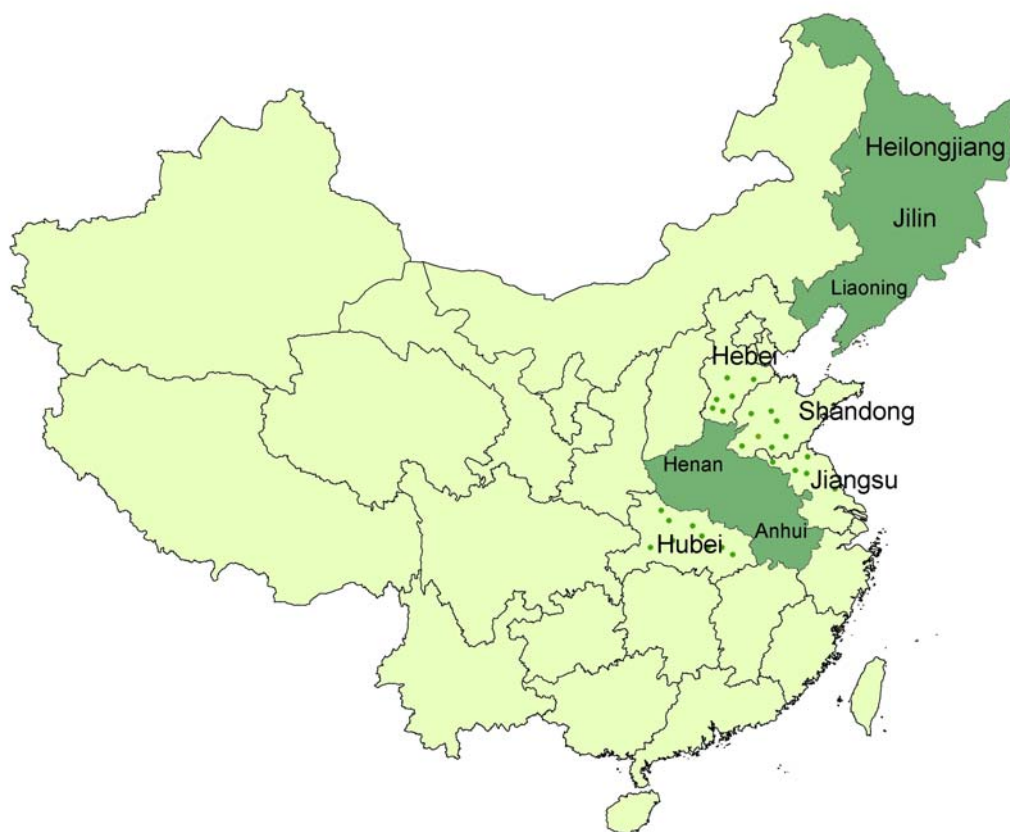 Heilongjiang
Jilin
Liaoning
Hebei
Shandong
Henan
Jiangsu
Anhui
Hubei